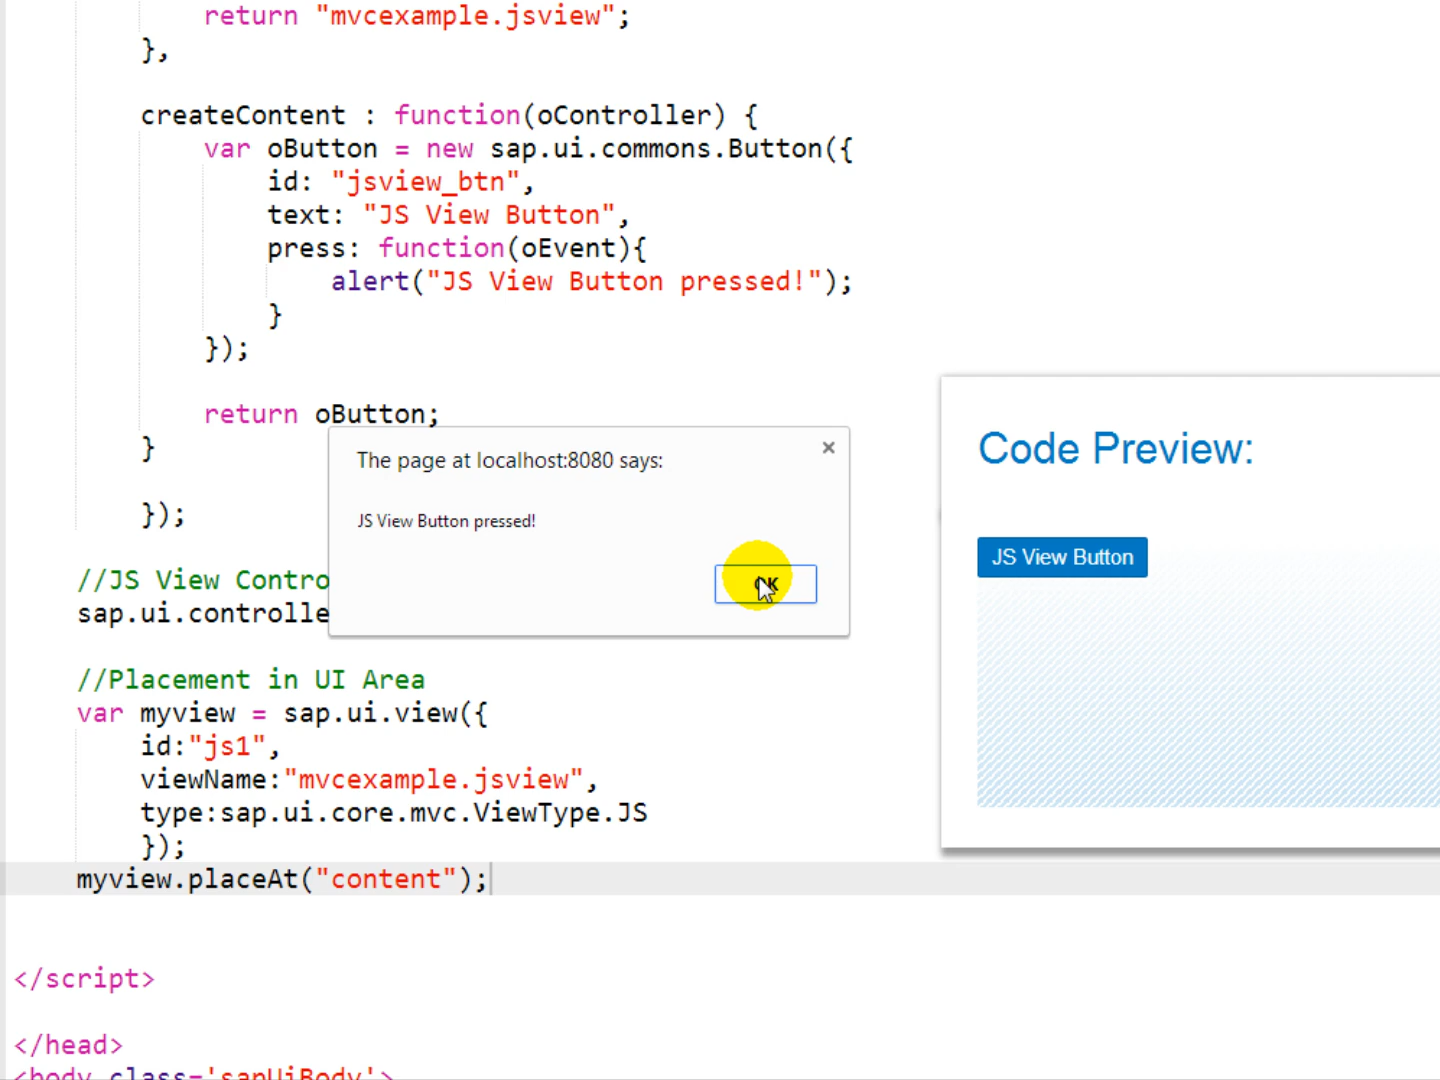 return "mvcexample.jsview";
},
createContent : function(oController) {
var oButton = new sap.ui.commons.Button({
id: "jsview_btn",
text: "JS View Button",
press: function(oEvent){
alert("JS View Button pressed!");
}
});
return oButton;
}
});
//JS View Contro
sap.ui.controlle
//Placement in UI Area
var myview = sap.ui.view({
id:"js1",
viewName:"mvcexample.jsview",
type:sap.ui.core.mvc.ViewType.JS
});
myview.placeAt("content");
</script>
</head>
<body class='sapUiBody'>
The page at localhost:8080 says:
×
JS View Button pressed!
OK
Code Preview:
JS View Button